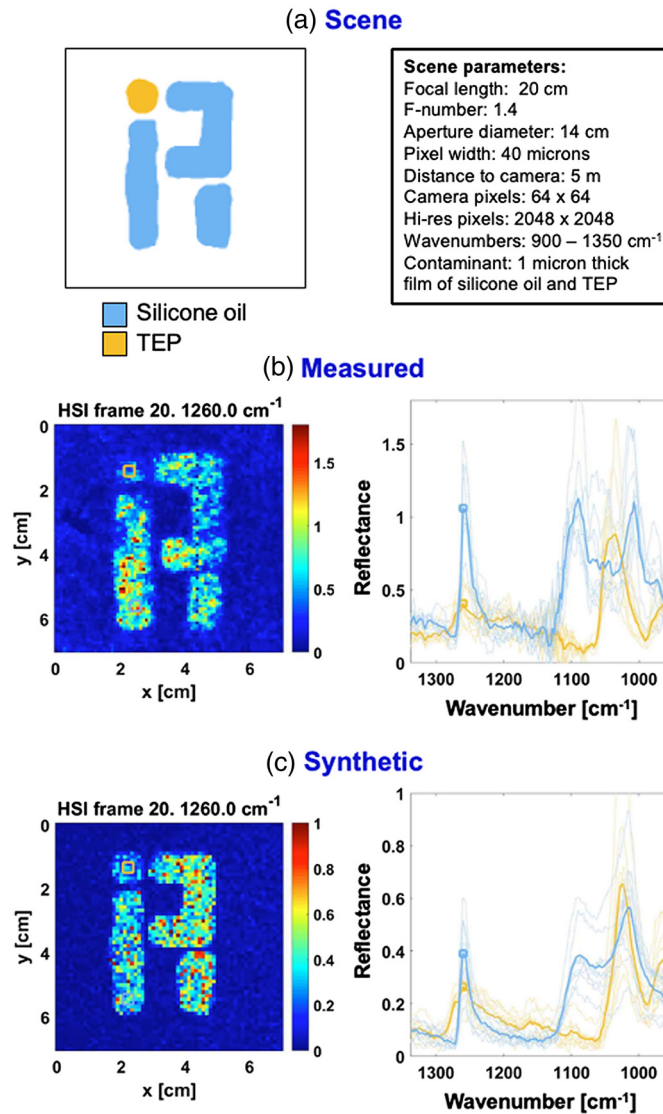 (a) Scene
Scene parameters:
Focal length: 20 cm
F-number: 1.4
Aperture diameter: 14 cm
Pixel width: 40 microns
Distance to camera: 5 m
Camera pixels: 64 x 64
Hi-res pixels: 2048 x 2048
Wavenumbers: 900 – 1350 cm-1
Contaminant: 1 micron thick
film of silicone oil and TEP
Silicone oil
TEP
(b) Measured
HSI frame 20. 1260.0 cm-1
0
2
4
6
y [cm]
0 2 4 6
x [cm]
1.5
1
0.5
0
Reflectance
1.5
1
0.5
0
1300 1200 1100 1000
Wavenumber [cm-1]
(c) Synthetic
HSI frame 20. 1260.0 cm-1
0
2
4
6
y [cm]
0 2 4 6
x [cm]
1
0.8
0.6
0.4
0.2
0
Reflectance
1
0.8
0.6
0.4
0.2
0
1300 1200 1100 1000
Wavenumber [cm-1]